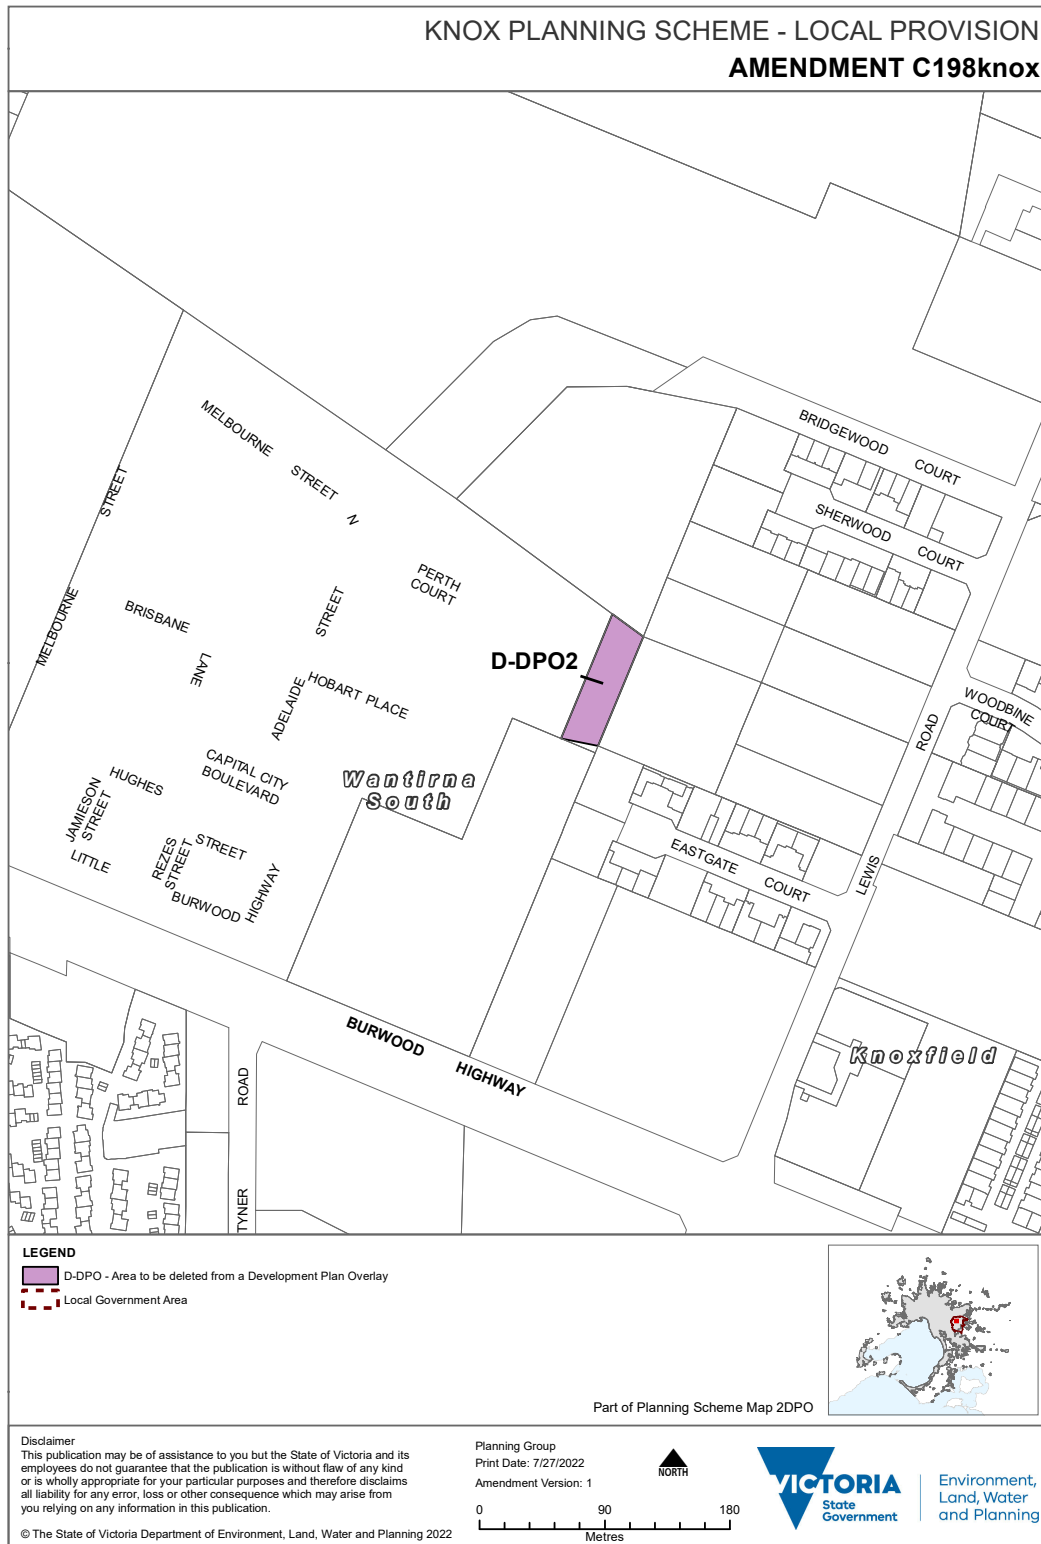 KNOX PLANNING SCHEME - LOCAL PROVISION
AMENDMENT C198knox
BRIDGEWOOD COURT
MELBOURNE STREET N
STREET
SHERWOOD COURT
PERTH
COURT
MELBOURNE
BRISBANE
LANE
STREET
D-DPO2
HOBART PLACE
ADELAIDE
WOODBINE
COURT
ROAD
CAPITAL CITY
BOULEVARD
Wantirna
South
HUGHES
JAMIESON
STREET
STREET
REZES
STREET
LITTLE
BURWOOD
HIGHWAY
EASTGATE COURT
LEWIS
BURWOOD HIGHWAY
Knoxfield
ROAD
TYNER
LEGEND
D-DPO - Area to be deleted from a Development Plan Overlay
Local Government Area
Part of Planning Scheme Map 2DPO
Disclaimer
This publication may be of assistance to you but the State of Victoria and its
employees do not guarantee that the publication is without flaw of any kind
or is wholly appropriate for your particular purposes and therefore disclaims
all liability for any error, loss or other consequence which may arise from
you relying on any information in this publication.
© The State of Victoria Department of Environment, Land, Water and Planning 2022
Planning Group
Print Date: 7/27/2022
Amendment Version: 1
0 90 180
Metres
NORTH
VICTORIA
State
Government
Environment,
Land, Water
and Planning